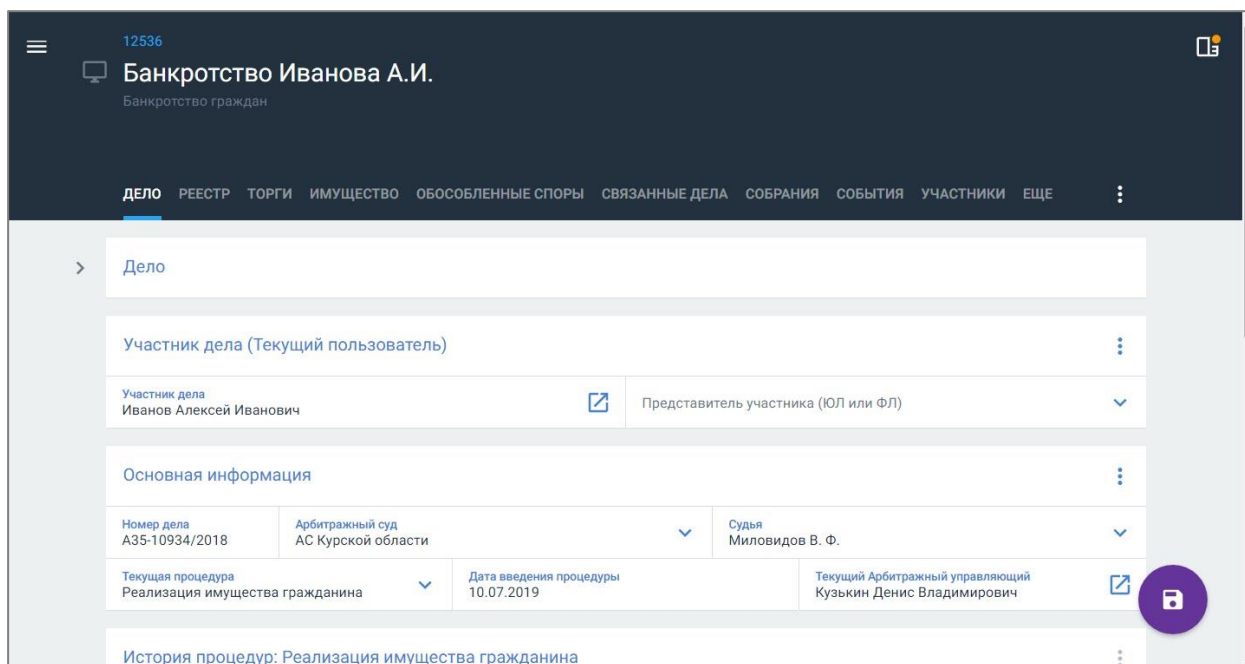 12536
Банкротство Иванова А.И.
Банкротство граждан
ДЕЛО РЕЕСТР ТОРГИ ИМУЩЕСТВО ОБОСОБЛЕННЫЕ СПОРЫ СВЯЗАННЫЕ ДЕЛА СОБРАНИЯ СОБЫТИЯ УЧАСТНИКИ ЕЩЕ
Дело
Участник дела (Текущий пользователь)
Участник дела
Иванов Алексей Иванович
Представитель участника (ЮЛ или ФЛ)
Основная информация
Номер дела Арбитражный суд Судья
А35-10934/2018 АС Курской области Миловидов В. Ф.
Текущая процедура Дата введения процедуры Текущий Арбитражный управляющий
Реализация имущества гражданина 10.07.2019 Кузькин Денис Владимирович
История процедур: Реализация имущества гражданина